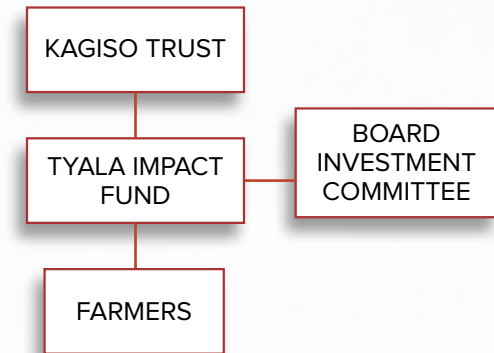 KAGISO TRUST
TYALA IMPACT
FUND
BOARD
INVESTMENT
COMMITTEE
FARMERS